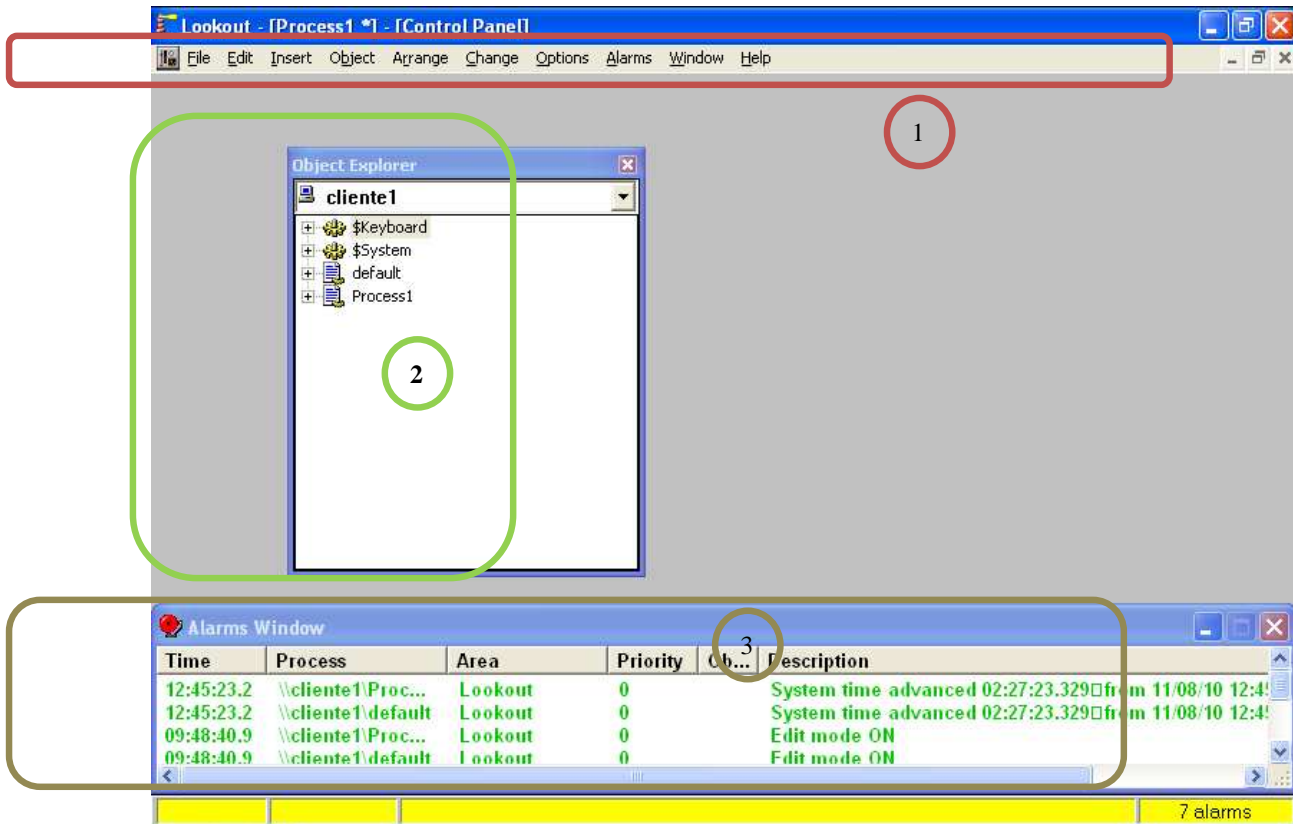 Lookout - [Process1 *] - [Control Panel]
File Edit Insert Object Arrange Change Options Alarms Window Help
1
Object Explorer
cliente1
$Keyboard
$System
default
Process1
2
Alarms Window
3
Time Process Area Priority Ob... Description
12:45:23.2 \\cliente1\Proc... Lookout 0 System time advanced 02:27:23.329□from 11/08/10 12:4
12:45:23.2 \\cliente1\default Lookout 0 System time advanced 02:27:23.329□from 11/08/10 12:4
09:48:40.9 \\cliente1\Proc... Lookout 0 Edit mode ON
09:48:40.9 \\cliente1\default Lookout 0 Edit mode ON
7 alarms